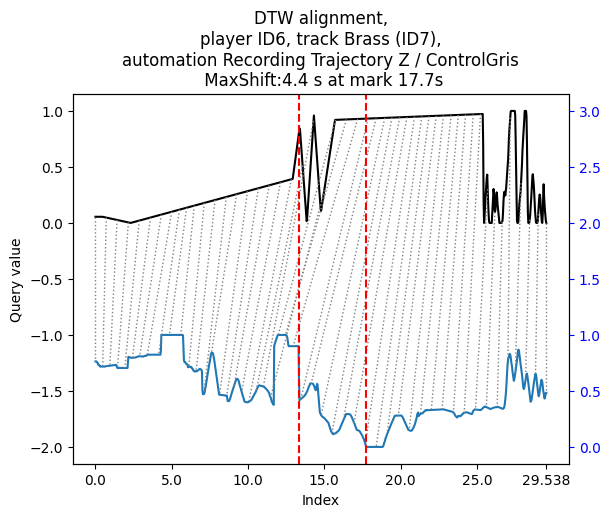 DTW alignment,
player ID6, track Brass (ID7),
automation Recording Trajectory Z / ControlGris
MaxShift:4.4 s at mark 17.7s
1.0
0.5
0.0
−0.5
−1.0
−1.5
−2.0
Query value
3.0
2.5
2.0
1.5
1.0
0.5
0.0
0.0 5.0 10.0 15.0 20.0 25.0 29.538
Index